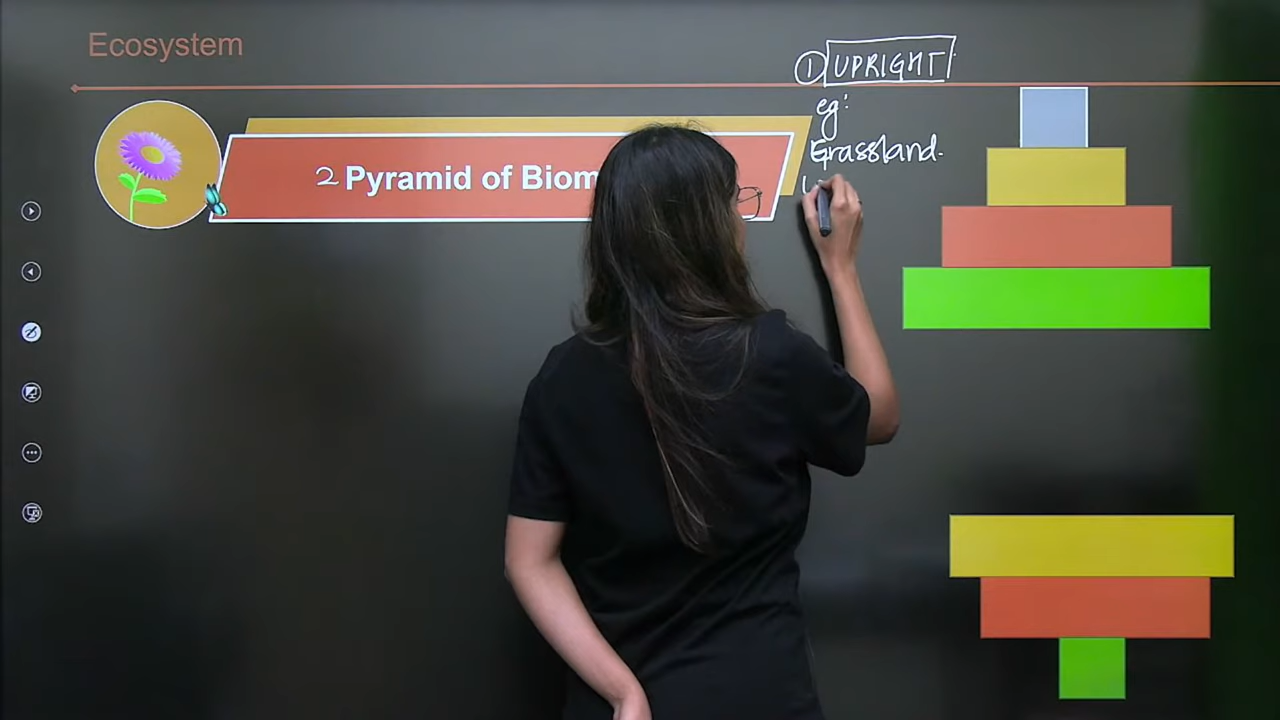 Ecosystem
① UPRIGHT
eg:
Grassland.
2 Pyramid of Biom